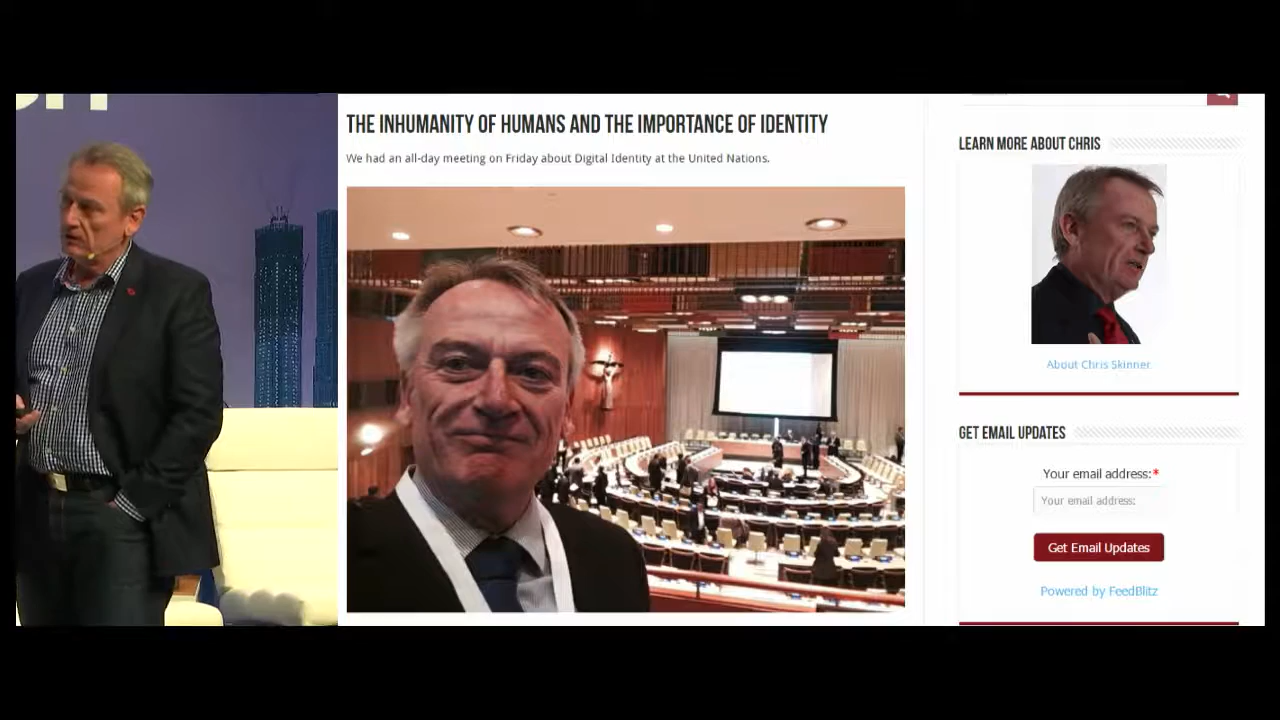 THE INHUMANITY OF HUMANS AND THE IMPORTANCE OF IDENTITY
We had an all-day meeting on Friday about Digital Identity at the United Nations.
LEARN MORE ABOUT CHRIS
About Chris Skinner
GET EMAIL UPDATES
Your email address:*
Your email address:
Get Email Updates
Powered by FeedBlitz